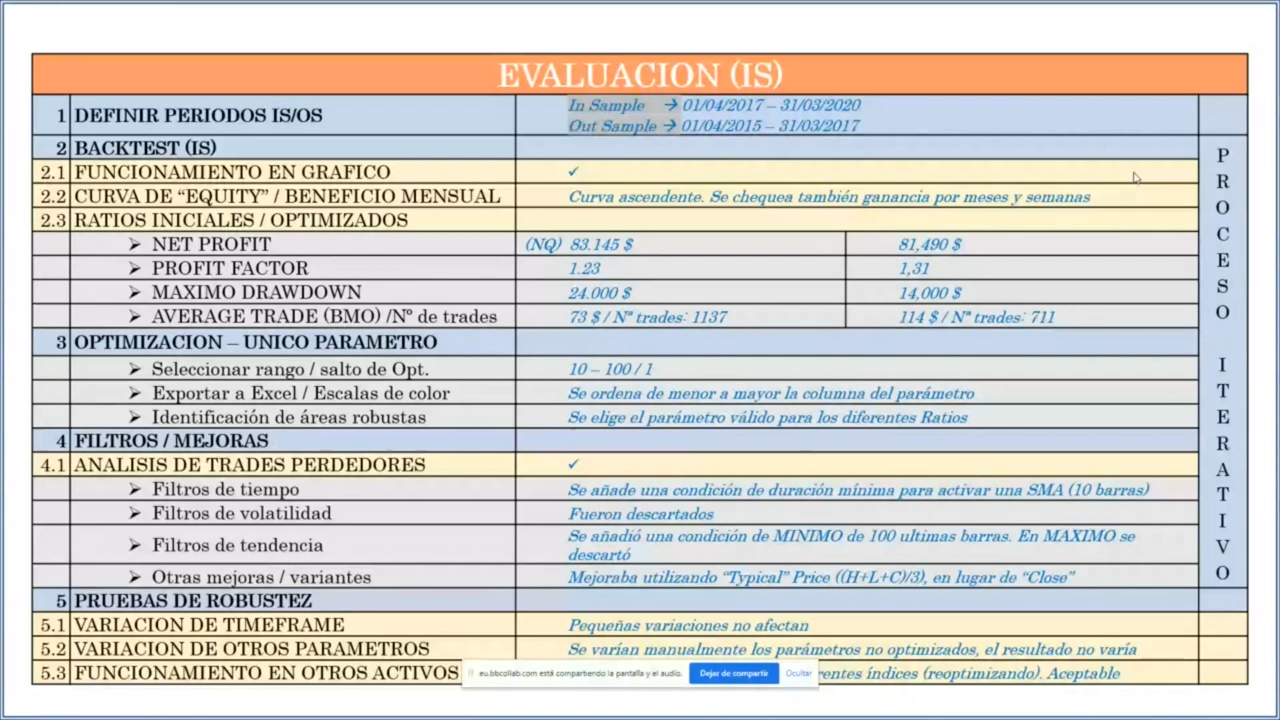 EVALUACION (IS)
1 DEFINIR PERIODOS IS/OS
In Sample → 01/04/2017 – 31/03/2020
Out Sample → 01/04/2015 – 31/03/2017
2 BACKTEST (IS)
2.1 FUNCIONAMIENTO EN GRAFICO ✓
2.2 CURVA DE “EQUITY” / BENEFICIO MENSUAL Curva ascendente. Se chequea también ganancia por meses y semanas
2.3 RATIOS INICIALES / OPTIMIZADOS
➢ NET PROFIT (NQ) 83.145 $ 81,490 $
➢ PROFIT FACTOR 1.23 1,31
➢ MAXIMO DRAWDOWN 24.000 $ 14,000 $
➢ AVERAGE TRADE (BMO) /Nº de trades 73 $ / Nª trades: 1137 114 $ / Nª trades: 711
3 OPTIMIZACION – UNICO PARAMETRO
➢ Seleccionar rango / salto de Opt. 10 – 100 / 1
➢ Exportar a Excel / Escalas de color Se ordena de menor a mayor la columna del parámetro
➢ Identificación de áreas robustas Se elige el parámetro válido para los diferentes Ratios
4 FILTROS / MEJORAS
4.1 ANALISIS DE TRADES PERDEDORES ✓
➢ Filtros de tiempo Se añade una condición de duración mínima para activar una SMA (10 barras)
➢ Filtros de volatilidad Fueron descartados
➢ Filtros de tendencia Se añadió una condición de MINIMO de 100 ultimas barras. En MAXIMO se
descartó
➢ Otras mejoras / variantes Mejoraba utilizando “Typical” Price ((H+L+C)/3), en lugar de “Close”
5 PRUEBAS DE ROBUSTEZ
5.1 VARIACION DE TIMEFRAME Pequeñas variaciones no afectan
5.2 VARIACION DE OTROS PARAMETROS Se varían manualmente los parámetros no optimizados, el resultado no varía
5.3 FUNCIONAMIENTO EN OTROS ACTIVOS rentes índices (reoptimizando). Aceptable
eu.bbcollab.com está compartiendo la pantalla y el audio. Dejar de compartir Ocultar
PROCESO ITERATIVO